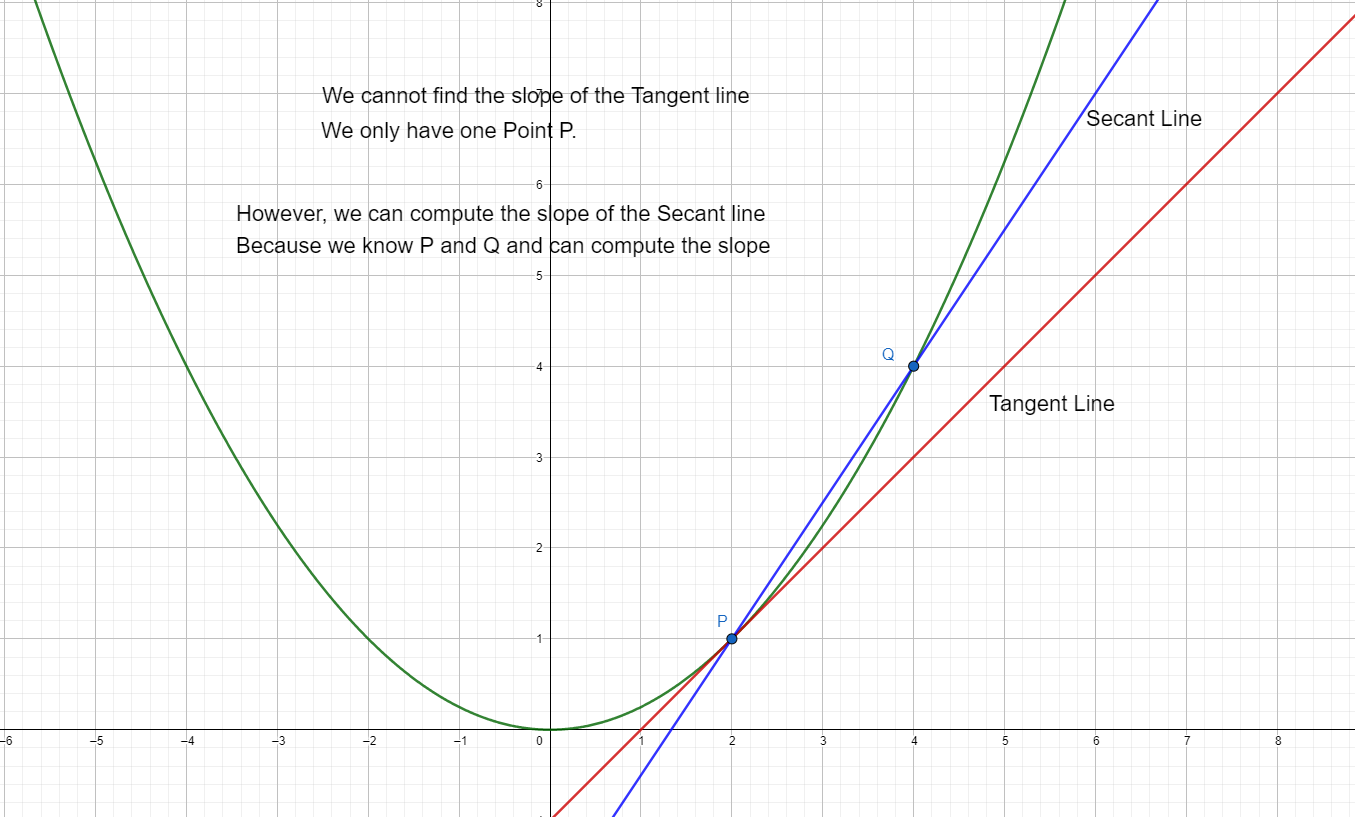 8
We cannot find the slope of the Tangent line
7
We only have one Point P.
Secant Line
6
However, we can compute the slope of the Secant line
Because we know P and Q and can compute the slope
5
Q
4
Tangent Line
3
2
P
1
–6 –5 –4 –3 –2 –1 0 1 2 3 4 5 6 7 8